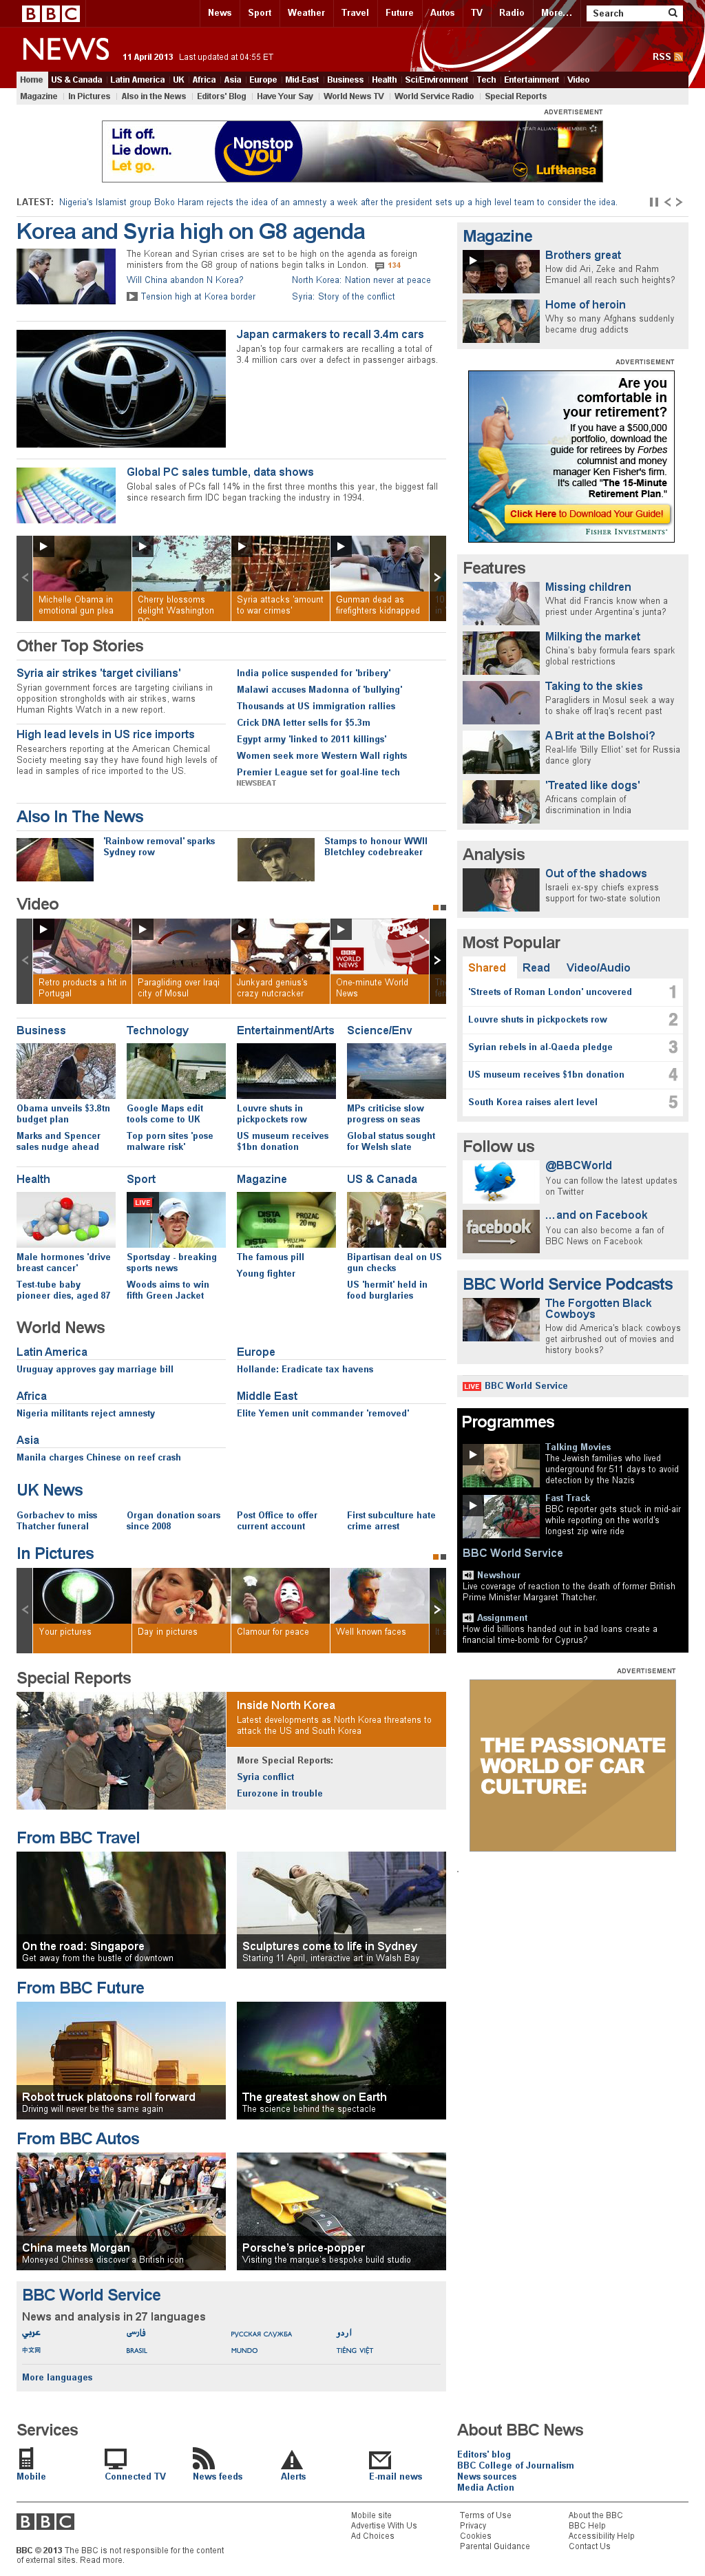 BBC
News Sport Weather Travel Future Autos TV Radio More... Search
NEWS 11 April 2013 Last updated at 04:55 ET RSS
Home US & Canada Latin America UK Africa Asia Europe Mid-East Business Health Sci/Environment Tech Entertainment Video
Magazine In Pictures Also in the News Editors' Blog Have Your Say World News TV World Service Radio Special Reports
ADVERTISEMENT
Lift off.
Lie down.
Let go.
Nonstop
you
A STAR ALLIANCE MEMBER
Lufthansa
LATEST: Nigeria's Islamist group Boko Haram rejects the idea of an amnesty a week after the president sets up a high level team to consider the idea.
Korea and Syria high on G8 agenda
The Korean and Syrian crises are set to be high on the agenda as foreign
ministers from the G8 group of nations begin talks in London. 134
Will China abandon N Korea? North Korea: Nation never at peace
Tension high at Korea border Syria: Story of the conflict
Japan carmakers to recall 3.4m cars
Japan's top four carmakers are recalling a total of
3.4 million cars over a defect in passenger airbags.
Global PC sales tumble, data shows
Global sales of PCs fall 14% in the first three months this year, the biggest fall
since research firm IDC began tracking the industry in 1994.
Michelle Obama in
emotional gun plea
Cherry blossoms
delight Washington
DC
Syria attacks 'amount
to war crimes'
Gunman dead as
firefighters kidnapped
Other Top Stories
Syria air strikes 'target civilians'
Syrian government forces are targeting civilians in
opposition strongholds with air strikes, warns
Human Rights Watch in a new report.
High lead levels in US rice imports
Researchers reporting at the American Chemical
Society meeting say they have found high levels of
lead in samples of rice imported to the US.
India police suspended for 'bribery'
Malawi accuses Madonna of 'bullying'
Thousands at US immigration rallies
Crick DNA letter sells for $5.3m
Egypt army 'linked to 2011 killings'
Women seek more Western Wall rights
Premier League set for goal-line tech
NEWSBEAT
Also In The News
'Rainbow removal' sparks
Sydney row
Stamps to honour WWII
Bletchley codebreaker
Video
Retro products a hit in
Portugal
Paragliding over Iraqi
city of Mosul
Junkyard genius's
crazy nutcracker
BBC
WORLD
NEWS
One-minute World
News
Business
Obama unveils $3.8tn
budget plan
Marks and Spencer
sales nudge ahead
Technology
Google Maps edit
tools come to UK
Top porn sites 'pose
malware risk'
Entertainment/Arts
Louvre shuts in
pickpockets row
US museum receives
$1bn donation
Science/Env
MPs criticise slow
progress on seas
Global status sought
for Welsh slate
Health
Male hormones 'drive
breast cancer'
Test-tube baby
pioneer dies, aged 87
Sport
LIVE
Sportsday - breaking
sports news
Woods aims to win
fifth Green Jacket
Magazine
DISTA
3105
PROZAC
20 mg
The famous pill
Young fighter
US & Canada
Bipartisan deal on US
gun checks
US 'hermit' held in
food burglaries
World News
Latin America
Uruguay approves gay marriage bill
Europe
Hollande: Eradicate tax havens
Africa
Nigeria militants reject amnesty
Middle East
Elite Yemen unit commander 'removed'
Asia
Manila charges Chinese on reef crash
UK News
Gorbachev to miss
Thatcher funeral
Organ donation soars
since 2008
Post Office to offer
current account
First subculture hate
crime arrest
In Pictures
Your pictures
Day in pictures
Clamour for peace
Well known faces
Special Reports
Inside North Korea
Latest developments as North Korea threatens to
attack the US and South Korea
More Special Reports:
Syria conflict
Eurozone in trouble
From BBC Travel
On the road: Singapore
Get away from the bustle of downtown
Sculptures come to life in Sydney
Starting 11 April, interactive art in Walsh Bay
From BBC Future
Robot truck platoons roll forward
Driving will never be the same again
The greatest show on Earth
The science behind the spectacle
From BBC Autos
China meets Morgan
Moneyed Chinese discover a British icon
Porsche's price-popper
Visiting the marque's bespoke build studio
BBC World Service
News and analysis in 27 languages
عربي فارسی РУССКАЯ СЛУЖБА اردو
中文网 BRASIL MUNDO TIẾNG VIỆT
More languages
Magazine
Brothers great
How did Ari, Zeke and Rahm
Emanuel all reach such heights?
Home of heroin
Why so many Afghans suddenly
became drug addicts
ADVERTISEMENT
Are you
comfortable in
your retirement?
If you have a $500,000
portfolio, download the
guide for retirees by Forbes
columnist and money
manager Ken Fisher's firm.
It's called "The 15-Minute
Retirement Plan."
Click Here to Download Your Guide!
FISHER INVESTMENTS
Features
Missing children
What did Francis know when a
priest under Argentina's junta?
Milking the market
China's baby formula fears spark
global restrictions
Taking to the skies
Paragliders in Mosul seek a way
to shake off Iraq's recent past
A Brit at the Bolshoi?
Real-life 'Billy Elliot' set for Russia
dance glory
'Treated like dogs'
Africans complain of
discrimination in India
Analysis
Out of the shadows
Israeli ex-spy chiefs express
support for two-state solution
Most Popular
Shared Read Video/Audio
'Streets of Roman London' uncovered 1
Louvre shuts in pickpockets row 2
Syrian rebels in al-Qaeda pledge 3
US museum receives $1bn donation 4
South Korea raises alert level 5
Follow us
@BBCWorld
You can follow the latest updates
on Twitter
facebook
...and on Facebook
You can also become a fan of
BBC News on Facebook
BBC World Service Podcasts
The Forgotten Black
Cowboys
How did America's black cowboys
get airbrushed out of movies and
history books?
LIVE BBC World Service
Programmes
Talking Movies
The Jewish families who lived
underground for 511 days to avoid
detection by the Nazis
Fast Track
BBC reporter gets stuck in mid-air
while reporting on the world's
longest zip wire ride
BBC World Service
Newshour
Live coverage of reaction to the death of former British
Prime Minister Margaret Thatcher.
Assignment
How did billions handed out in bad loans create a
financial time-bomb for Cyprus?
ADVERTISEMENT
THE PASSIONATE
WORLD OF CAR
CULTURE:
Services
Mobile
Connected TV
News feeds
Alerts
E-mail news
About BBC News
Editors' blog
BBC College of Journalism
News sources
Media Action
BBC
BBC © 2013 The BBC is not responsible for the content
of external sites. Read more.
Mobile site
Advertise With Us
Ad Choices
Terms of Use
Privacy
Cookies
Parental Guidance
About the BBC
BBC Help
Accessibility Help
Contact Us